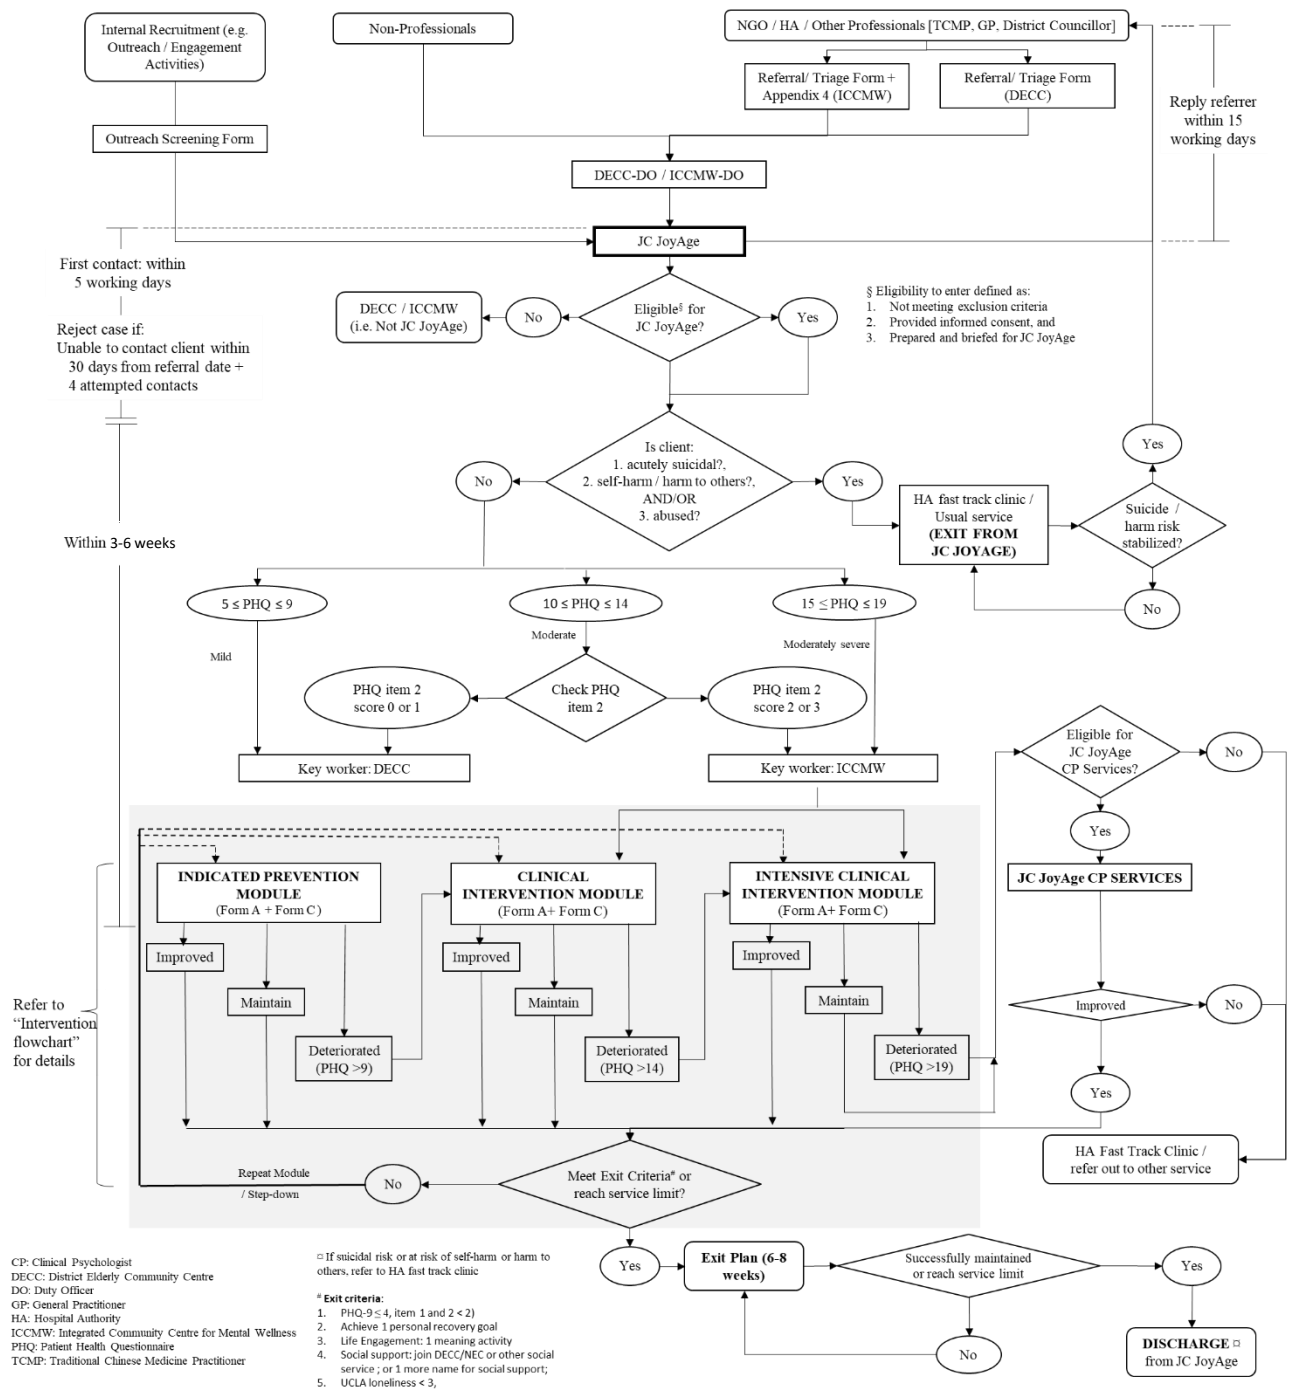 Internal Recruitment (e.g.
Outreach / Engagement
Activities)
Non-Professionals
NGO / HA / Other Professionals [TCMP, GP, District Councillor]
Referral/ Triage Form +
Appendix 4 (ICCMW)
Referral/ Triage Form
(DECC)
Reply referrer
within 15
working days
Outreach Screening Form
DECC-DO / ICCMW-DO
JC JoyAge
First contact: within
5 working days
Reject case if:
Unable to contact client within
30 days from referral date +
4 attempted contacts
DECC / ICCMW
(i.e. Not JC JoyAge)
No
Eligible§ for
JC JoyAge?
Yes
§ Eligibility to enter defined as:
1. Not meeting exclusion criteria
2. Provided informed consent, and
3. Prepared and briefed for JC JoyAge
Is client:
1. acutely suicidal?,
2. self-harm / harm to others?,
AND/OR
3. abused?
No
Yes
HA fast track clinic /
Usual service
(EXIT FROM
JC JOYAGE)
Yes
Suicide /
harm risk
stabilized?
No
Within 3-6 weeks
5 ≤ PHQ ≤ 9
10 ≤ PHQ ≤ 14
15 ≤ PHQ ≤ 19
Mild
Moderate
Moderately severe
PHQ item 2
score 0 or 1
Check PHQ
item 2
PHQ item 2
score 2 or 3
Key worker: DECC
Key worker: ICCMW
Eligible for
JC JoyAge
CP Services?
No
Yes
JC JoyAge CP SERVICES
INDICATED PREVENTION
MODULE
(Form A + Form C)
CLINICAL
INTERVENTION MODULE
(Form A+ Form C)
INTENSIVE CLINICAL
INTERVENTION MODULE
(Form A+ Form C)
Improved
Maintain
Deteriorated
(PHQ >9)
Improved
Maintain
Deteriorated
(PHQ >14)
Improved
Maintain
Deteriorated
(PHQ >19)
Improved
No
Yes
Refer to
“Intervention
flowchart”
for details
HA Fast Track Clinic /
refer out to other service
Repeat Module
/ Step-down
No
Meet Exit Criteria# or
reach service limit?
Yes
Exit Plan (6-8
weeks)
Successfully maintained
or reach service limit
Yes
No
DISCHARGE ¤
from JC JoyAge
CP: Clinical Psychologist
DECC: District Elderly Community Centre
DO: Duty Officer
GP: General Practitioner
HA: Hospital Authority
ICCMW: Integrated Community Centre for Mental Wellness
PHQ: Patient Health Questionnaire
TCMP: Traditional Chinese Medicine Practitioner
¤ If suicidal risk or at risk of self-harm or harm to
others, refer to HA fast track clinic
# Exit criteria:
1. PHQ-9 ≤ 4, item 1 and 2 < 2)
2. Achieve 1 personal recovery goal
3. Life Engagement: 1 meaning activity
4. Social support: join DECC/NEC or other social
service ; or 1 more name for social support;
5. UCLA loneliness < 3,